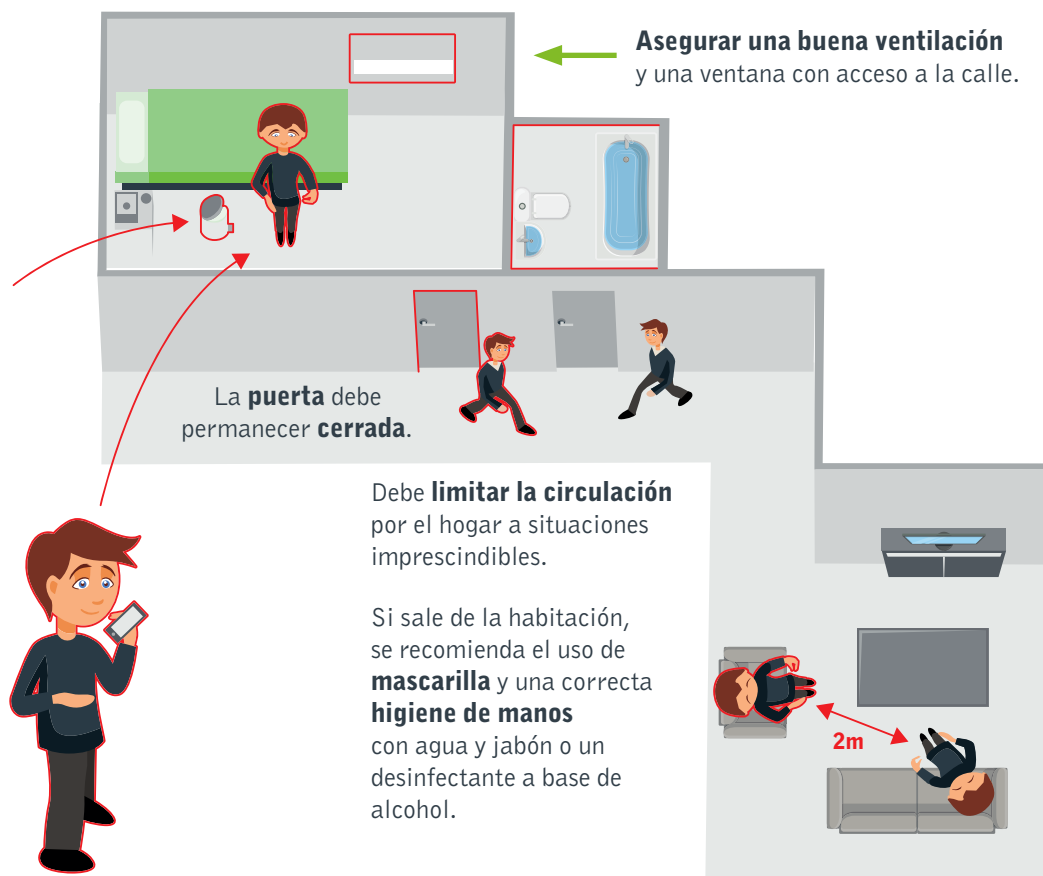 Asegurar una buena ventilación
y una ventana con acceso a la calle.
La puerta debe
permanecer cerrada.
Debe limitar la circulación
por el hogar a situaciones
imprescindibles.
Si sale de la habitación,
se recomienda el uso de
mascarilla y una correcta
higiene de manos
con agua y jabón o un
desinfectante a base de
alcohol.
2m